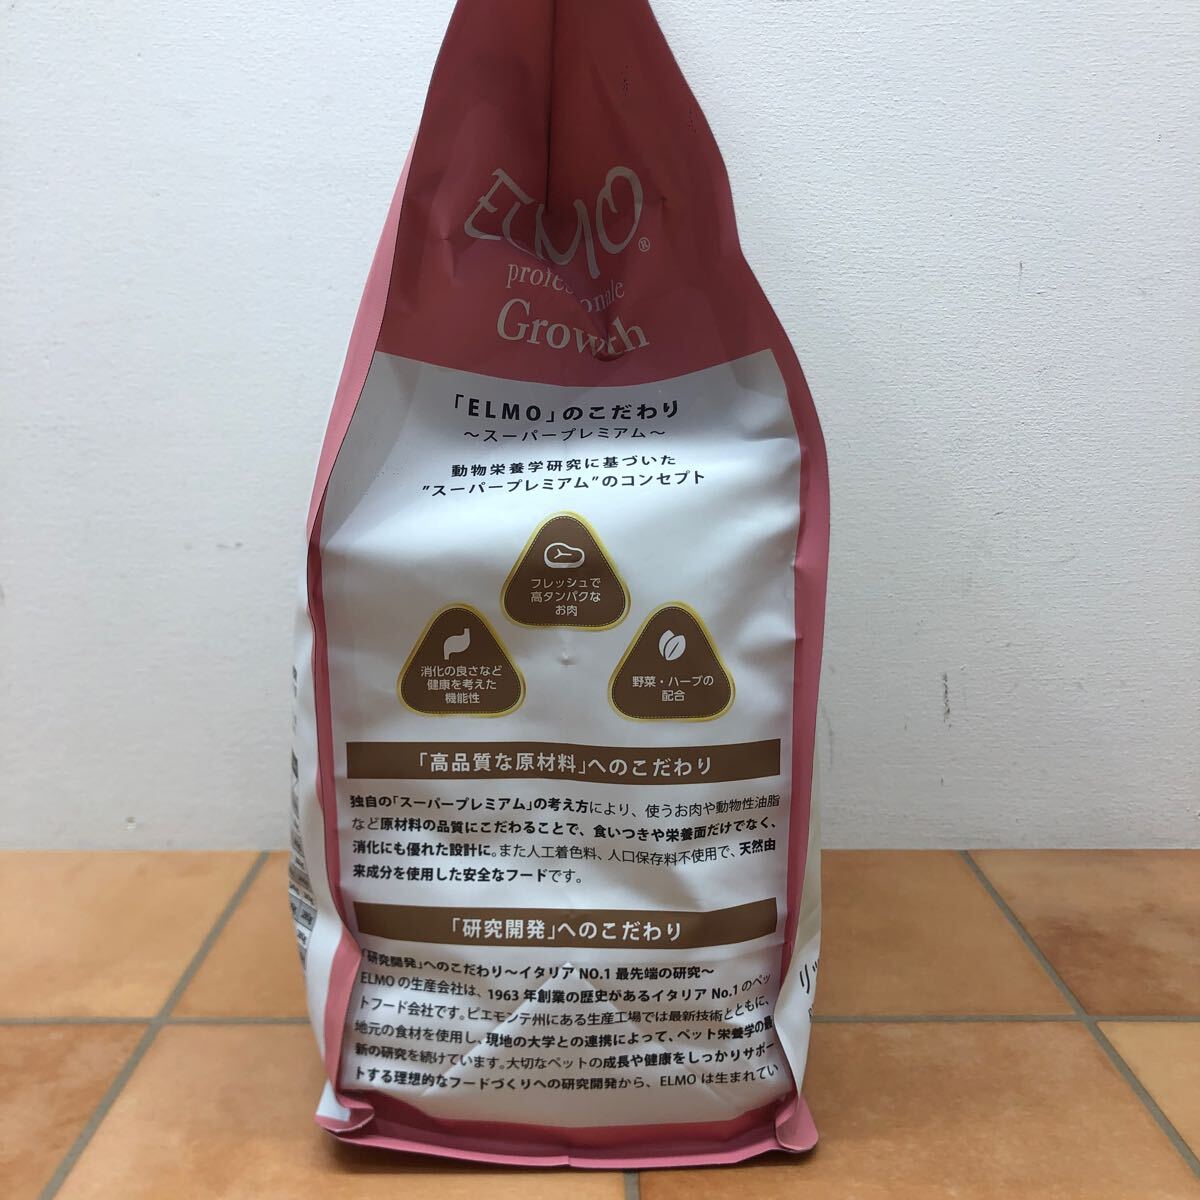 ELMO®
professionale
Growth
「ELMO」のこだわり
～スーパープレミアム～
動物栄養学研究に基づいた
"スーパープレミアム"のコンセプト
フレッシュで
高タンパクな
お肉
消化の良さなど
健康を考えた
機能性
野菜・ハーブの
配合
「高品質な原材料」へのこだわり
独自の「スーパープレミアム」の考え方により、使うお肉や動物性油脂
など原材料の品質にこだわることで、食いつきや栄養面だけでなく、
消化にも優れた設計に。また人工着色料、人口保存料不使用で、天然由
来成分を使用した安全なフードです。
「研究開発」へのこだわり
「研究開発」へのこだわり～イタリア NO.1 最先端の研究～
ELMOの生産会社は、1963年創業の歴史があるイタリア No.1 のペッ
トフード会社です。ピエモンテ州にある生産工場では最新技術とともに、
地元の食材を使用し、現地の大学との連携によって、ペット栄養学の最
新の研究を続けています。大切なペットの成長や健康をしっかりサポー
トする理想的なフードづくりへの研究開発から、ELMO は生まれてい